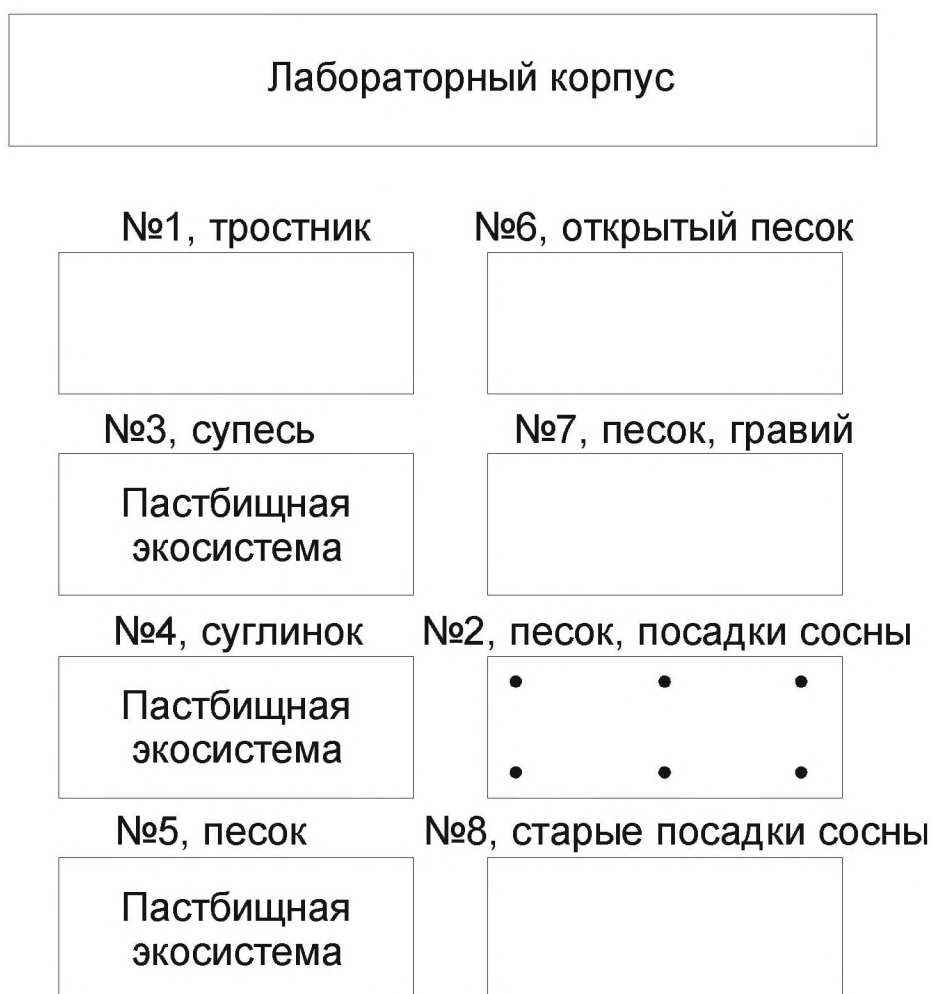 Лабораторный корпус
№1, тростник
№6, открытый песок
№3, супесь
№7, песок, гравий
Пастбищная
экосистема
№4, суглинок
№2, песок, посадки сосны
Пастбищная
экосистема
№5, песок
№8, старые посадки сосны
Пастбищная
экосистема